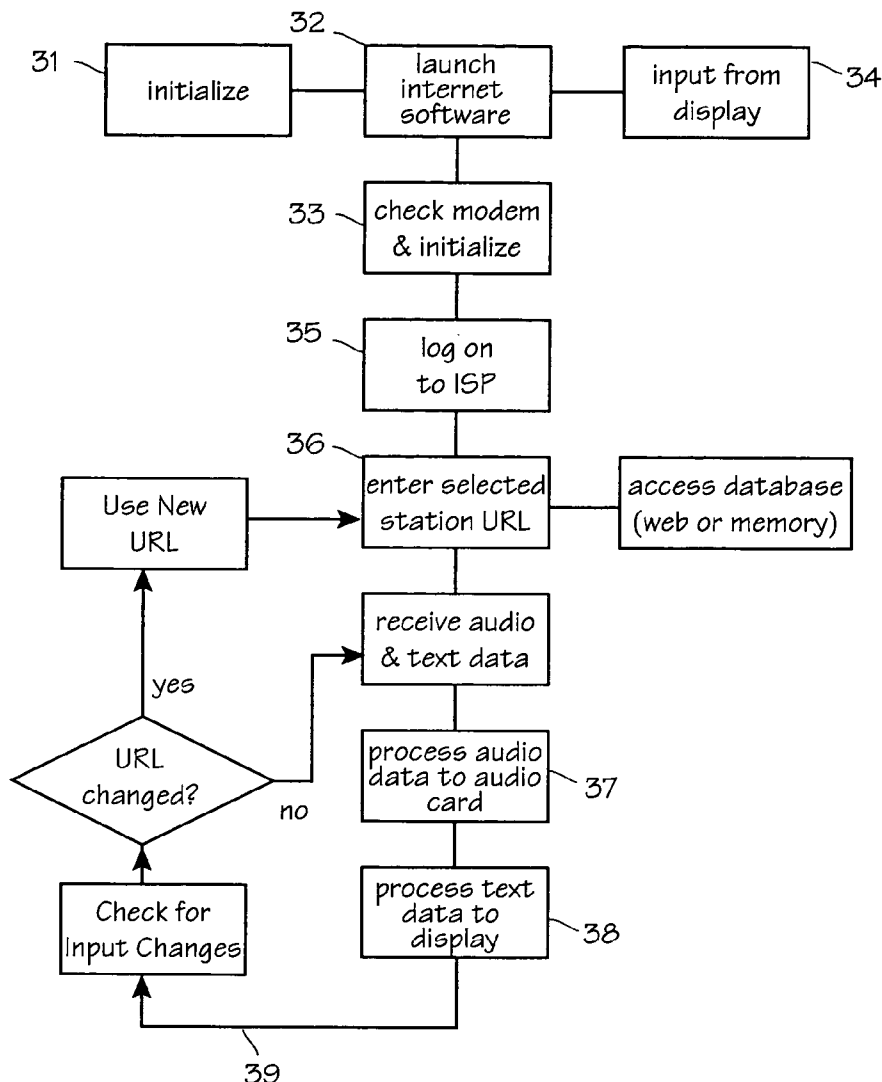 31
initialize
32
launch
internet
software
input from
display
34
33
check modem
& initialize
35
log on
to ISP
36
enter selected
station URL
access database
(web or memory)
Use New
URL
receive audio
& text data
yes
URL
changed?
no
process audio
data to audio
card
37
process text
data to
display
38
Check for
Input Changes
39